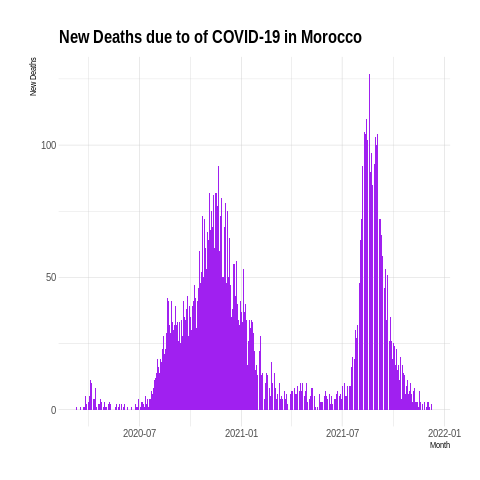 New Deaths due to of COVID-19 in Morocco
New Deaths
100
50
0
2020-07
2021-01
2021-07
2022-01
Month